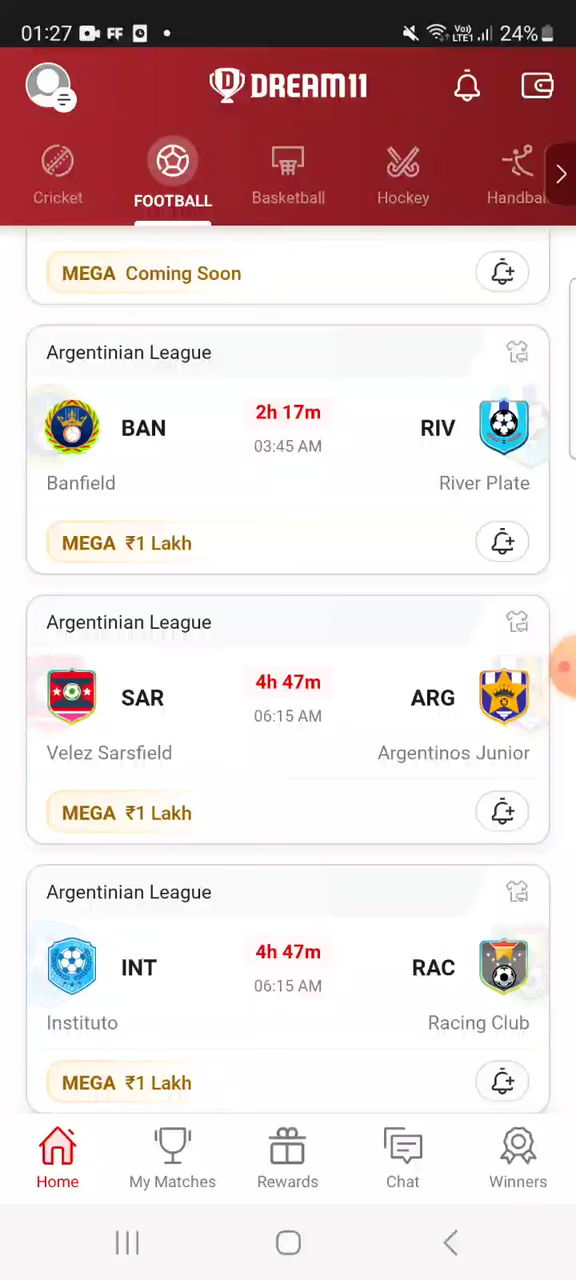 01:27 FF Vo) LTE1 24%
DREAM11
Cricket FOOTBALL Basketball Hockey Handbal
MEGA Coming Soon
Argentinian League
BAN 2h 17m RIV
03:45 AM
Banfield River Plate
MEGA ₹1 Lakh
Argentinian League
SAR 4h 47m ARG
06:15 AM
Velez Sarsfield Argentinos Junior
MEGA ₹1 Lakh
Argentinian League
INT 4h 47m RAC
06:15 AM
Instituto Racing Club
MEGA ₹1 Lakh
Home My Matches Rewards Chat Winners